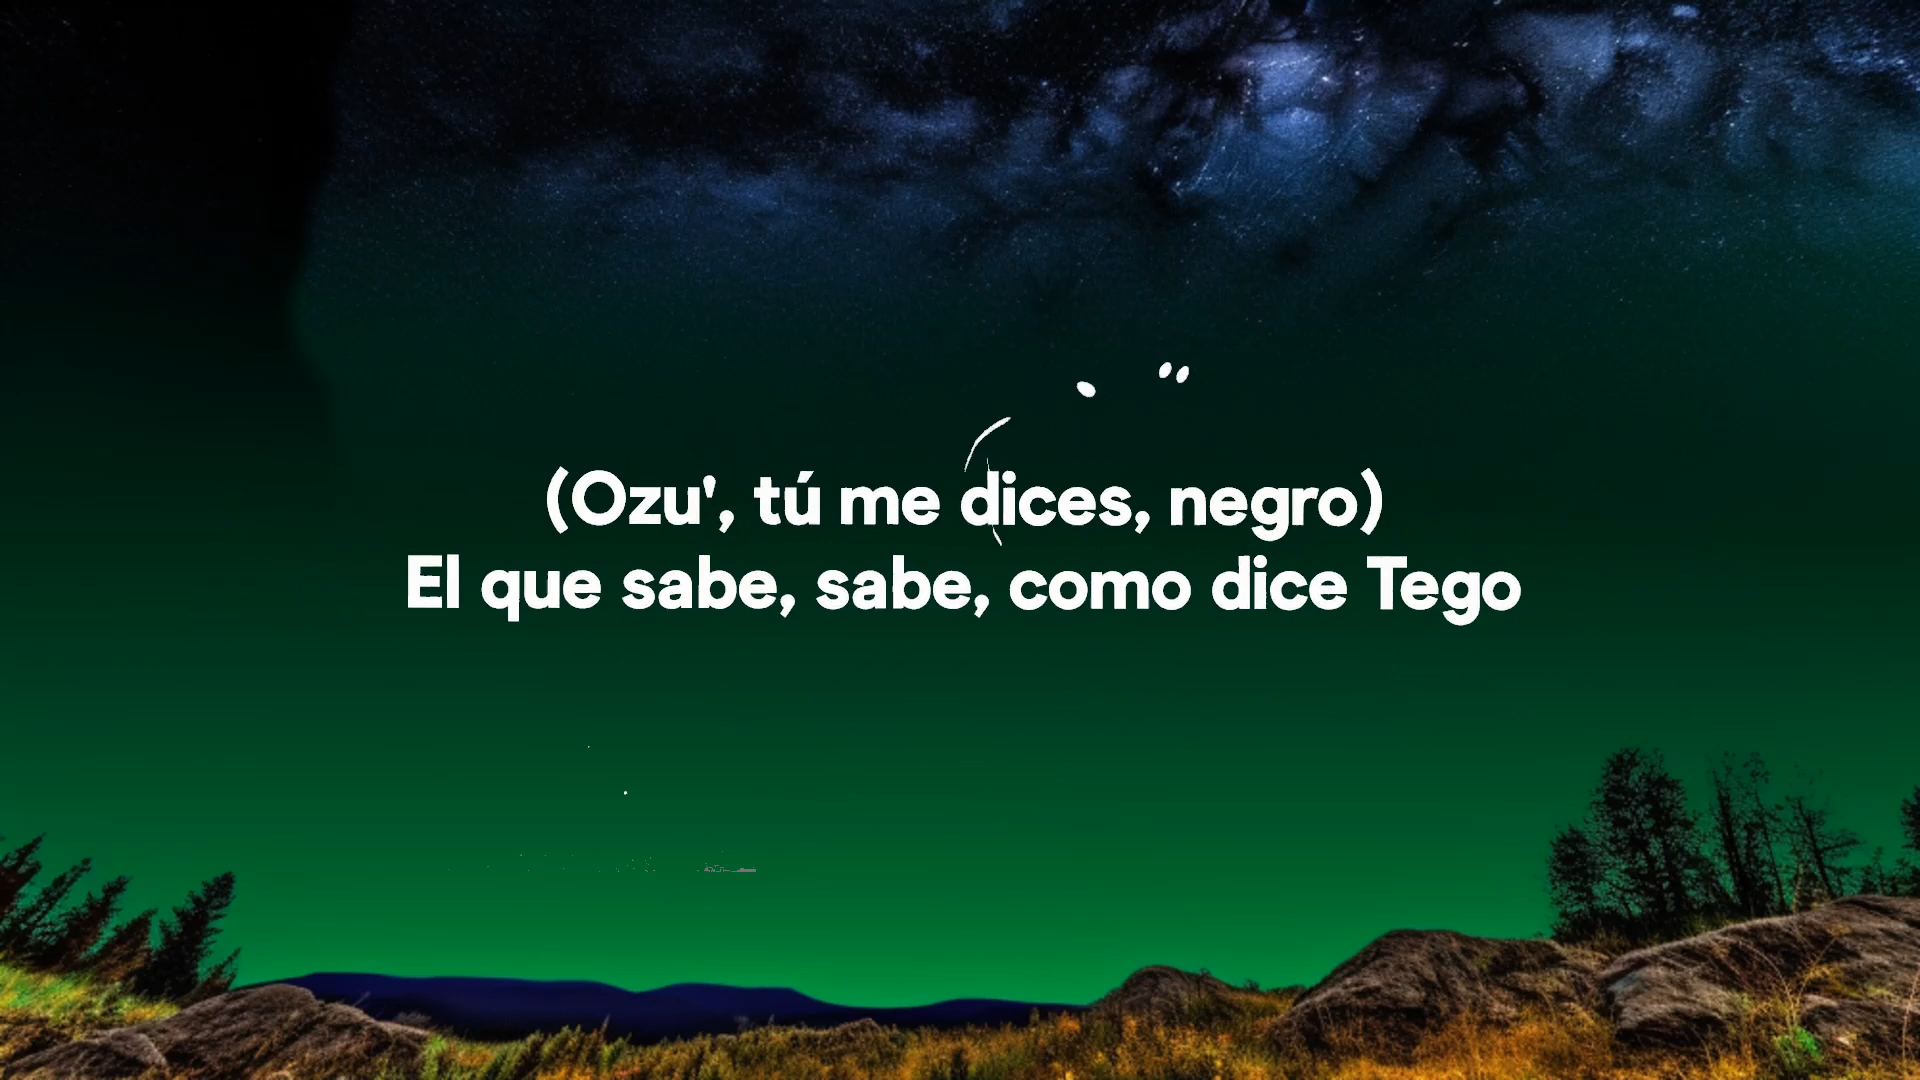 (Ozu', tú me dices, negro)
El que sabe, sabe, como dice Tego